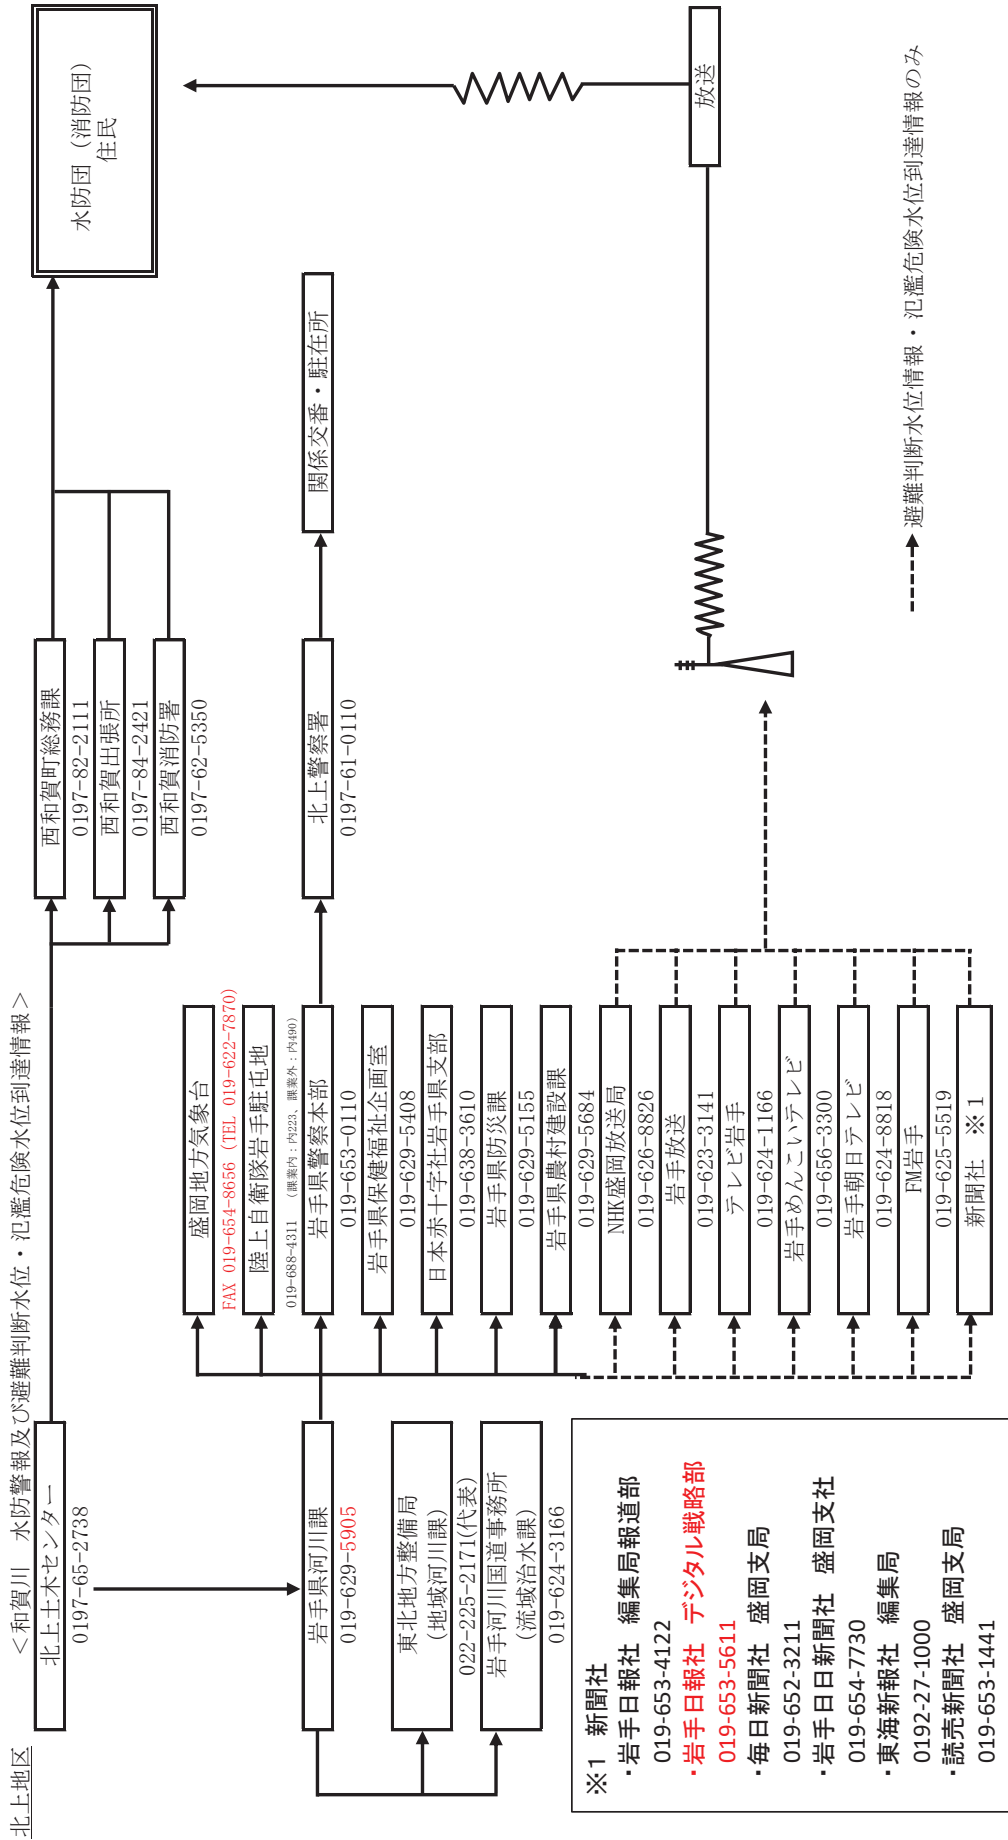 北上地区
<和賀川　水防警報及び避難判断水位・氾濫危険水位到達情報>
北上土木センター
0197-65-2738
西和賀町総務課
0197-82-2111
西和賀出張所
0197-84-2421
西和賀消防署
0197-62-5350
水防団（消防団）
住民
岩手県河川課
019-629-5905
東北地方整備局
(地域河川課)
022-225-2171(代表)
岩手河川国道事務所
(流域治水課)
019-624-3166
盛岡地方気象台
FAX 019-654-8656 (TEL 019-622-7870)
陸上自衛隊岩手駐屯地
019-688-4311　(課業内：内223、課業外：内490)
岩手県警察本部
019-653-0110
岩手県保健福祉企画室
019-629-5408
日本赤十字社岩手県支部
019-638-3610
岩手県防災課
019-629-5155
岩手県農村建設課
019-629-5684
NHK盛岡放送局
019-626-8826
岩手放送
019-623-3141
テレビ岩手
019-624-1166
岩手めんこいテレビ
019-656-3300
岩手朝日テレビ
019-624-8818
FM岩手
019-625-5519
新聞社　※1
北上警察署
0197-61-0110
関係交番・駐在所
放送
避難判断水位情報・氾濫危険水位到達情報のみ
※1　新聞社
・岩手日報社　編集局報道部
019-653-4122
・岩手日報社　デジタル戦略部
019-653-5611
・毎日新聞社　盛岡支局
019-652-3211
・岩手日日新聞社　盛岡支社
019-654-7730
・東海新報社　編集局
0192-27-1000
・読売新聞社　盛岡支局
019-653-1441